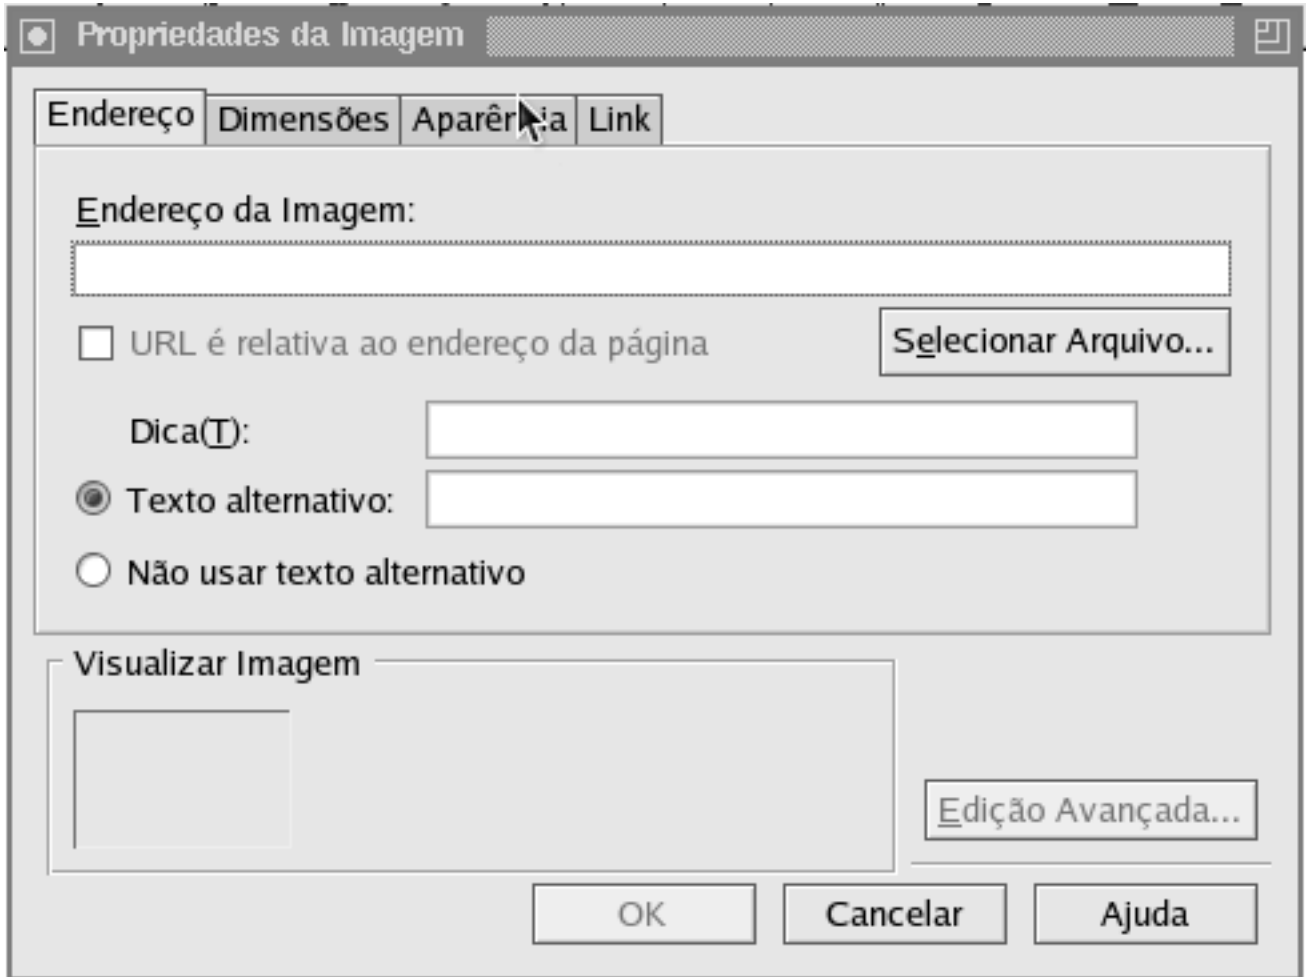 Propriedades da Imagem
Endereço Dimensões Aparência Link
Endereço da Imagem:
URL é relativa ao endereço da página
Selecionar Arquivo...
Dica(T):
Texto alternativo:
Não usar texto alternativo
Visualizar Imagem
Edição Avançada...
OK Cancelar Ajuda